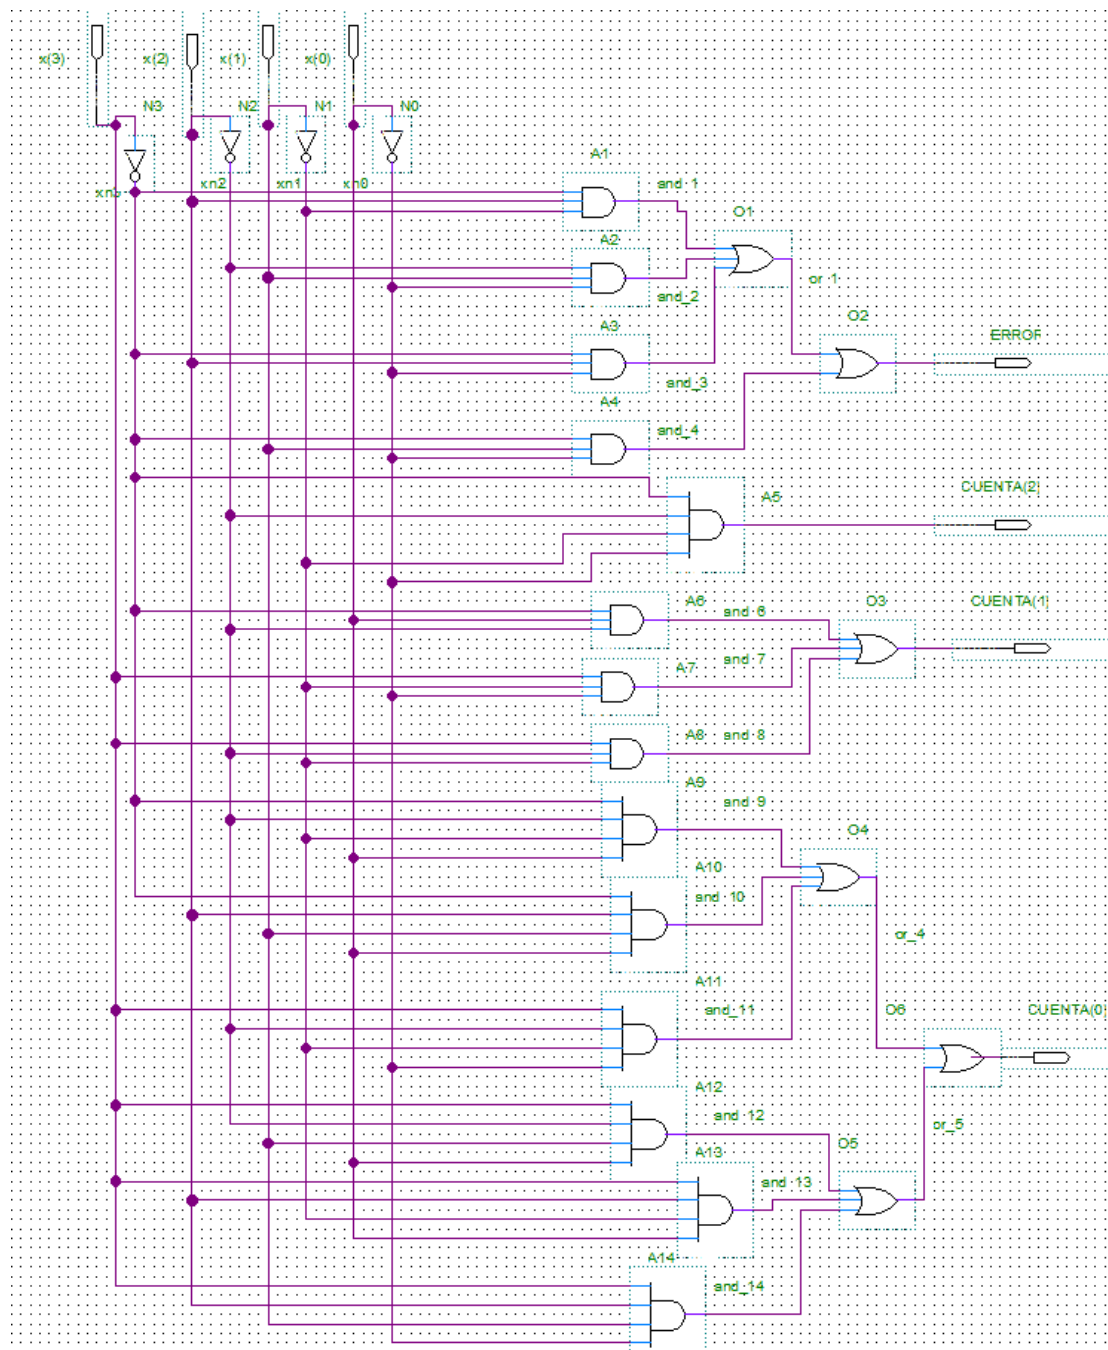 x(3)
x(2)
x(1)
x(0)
N3
N2
N1
N0
xn2
xn1
xn0
A1
and_1
O1
A2
and_2
or_1
A3
and_3
O2
ERROF
A4
and_4
A5
CUENTA(2)
A6
and_6
O3
CUENTA(1)
A7
and_7
A8
and_8
A9
and_9
O4
A10
and_10
or_4
A11
and_11
O6
CUENTA(0)
A12
and_12
or_5
A13
O5
and_13
A14
and_14